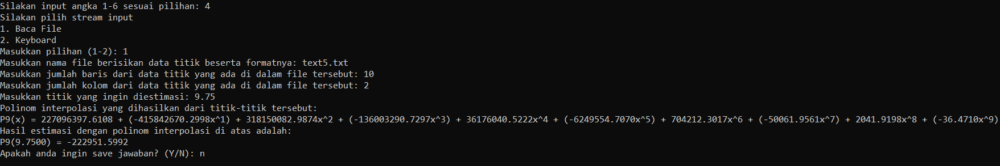 Silakan input angka 1-6 sesuai pilihan: 4
Silakan pilih stream input
1. Baca File
2. Keyboard
Masukkan pilihan (1-2): 1
Masukkan nama file berisikan data titik beserta formatnya: text5.txt
Masukkan jumlah baris dari data titik yang ada di dalam file tersebut: 10
Masukkan jumlah kolom dari data titik yang ada di dalam file tersebut: 2
Masukkan titik yang ingin diestimasi: 9.75
Polinom interpolasi yang dihasilkan dari titik-titik tersebut:
P9(x) = 227096397.6108 + (-415842670.2998x^1) + 318150082.9874x^2 + (-136003290.7297x^3) + 36176040.5222x^4 + (-6249554.7070x^5) + 704212.3017x^6 + (-50061.9561x^7) + 2041.9198x^8 + (-36.4710x^9)
Hasil estimasi dengan polinom interpolasi di atas adalah:
P9(9.7500) = -222951.5992
Apakah anda ingin save jawaban? (Y/N): n